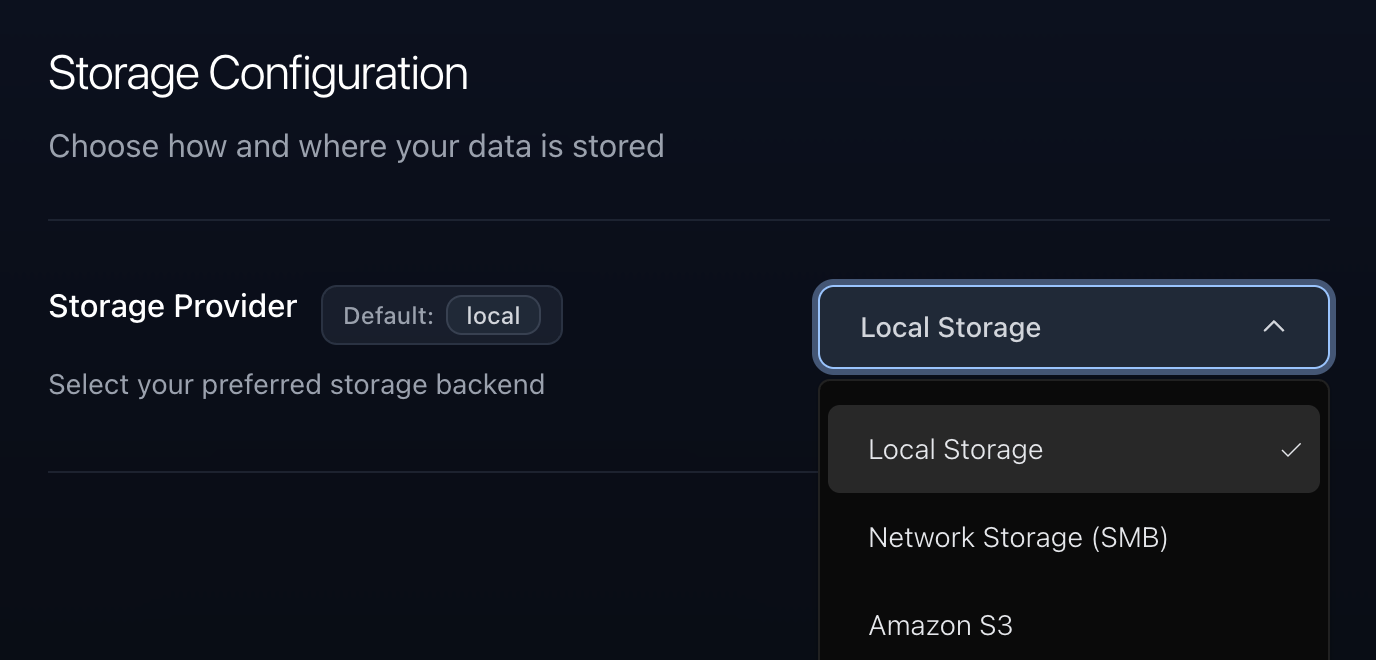 Storage Configuration
Choose how and where your data is stored
Storage Provider
Default: local
Select your preferred storage backend
Local Storage
Local Storage
Network Storage (SMB)
Amazon S3